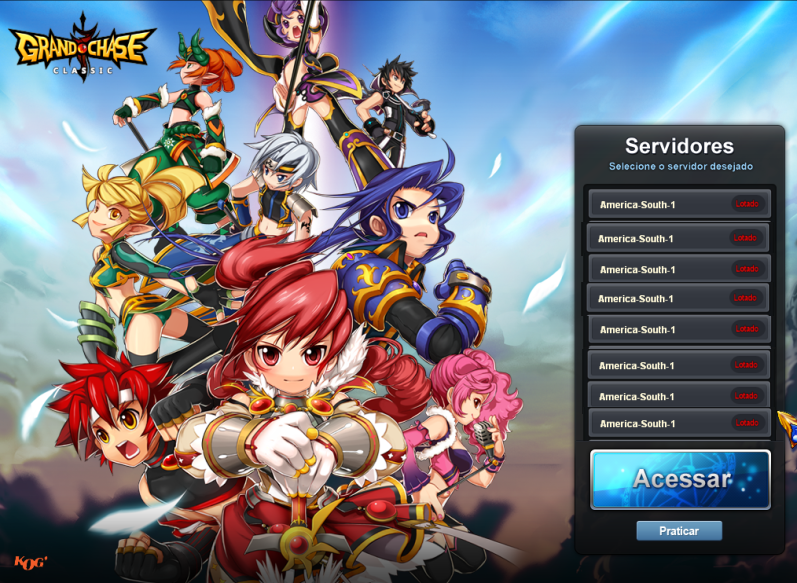 GRAND CHASE
CLASSIC
Servidores
Selecione o servidor desejado
America-South-1 Lotado
America-South-1 Lotado
America-South-1 Lotado
America-South-1 Lotado
America-South-1 Lotado
America-South-1 Lotado
America-South-1 Lotado
America-South-1 Lotado
Acessar
Praticar
KOG'